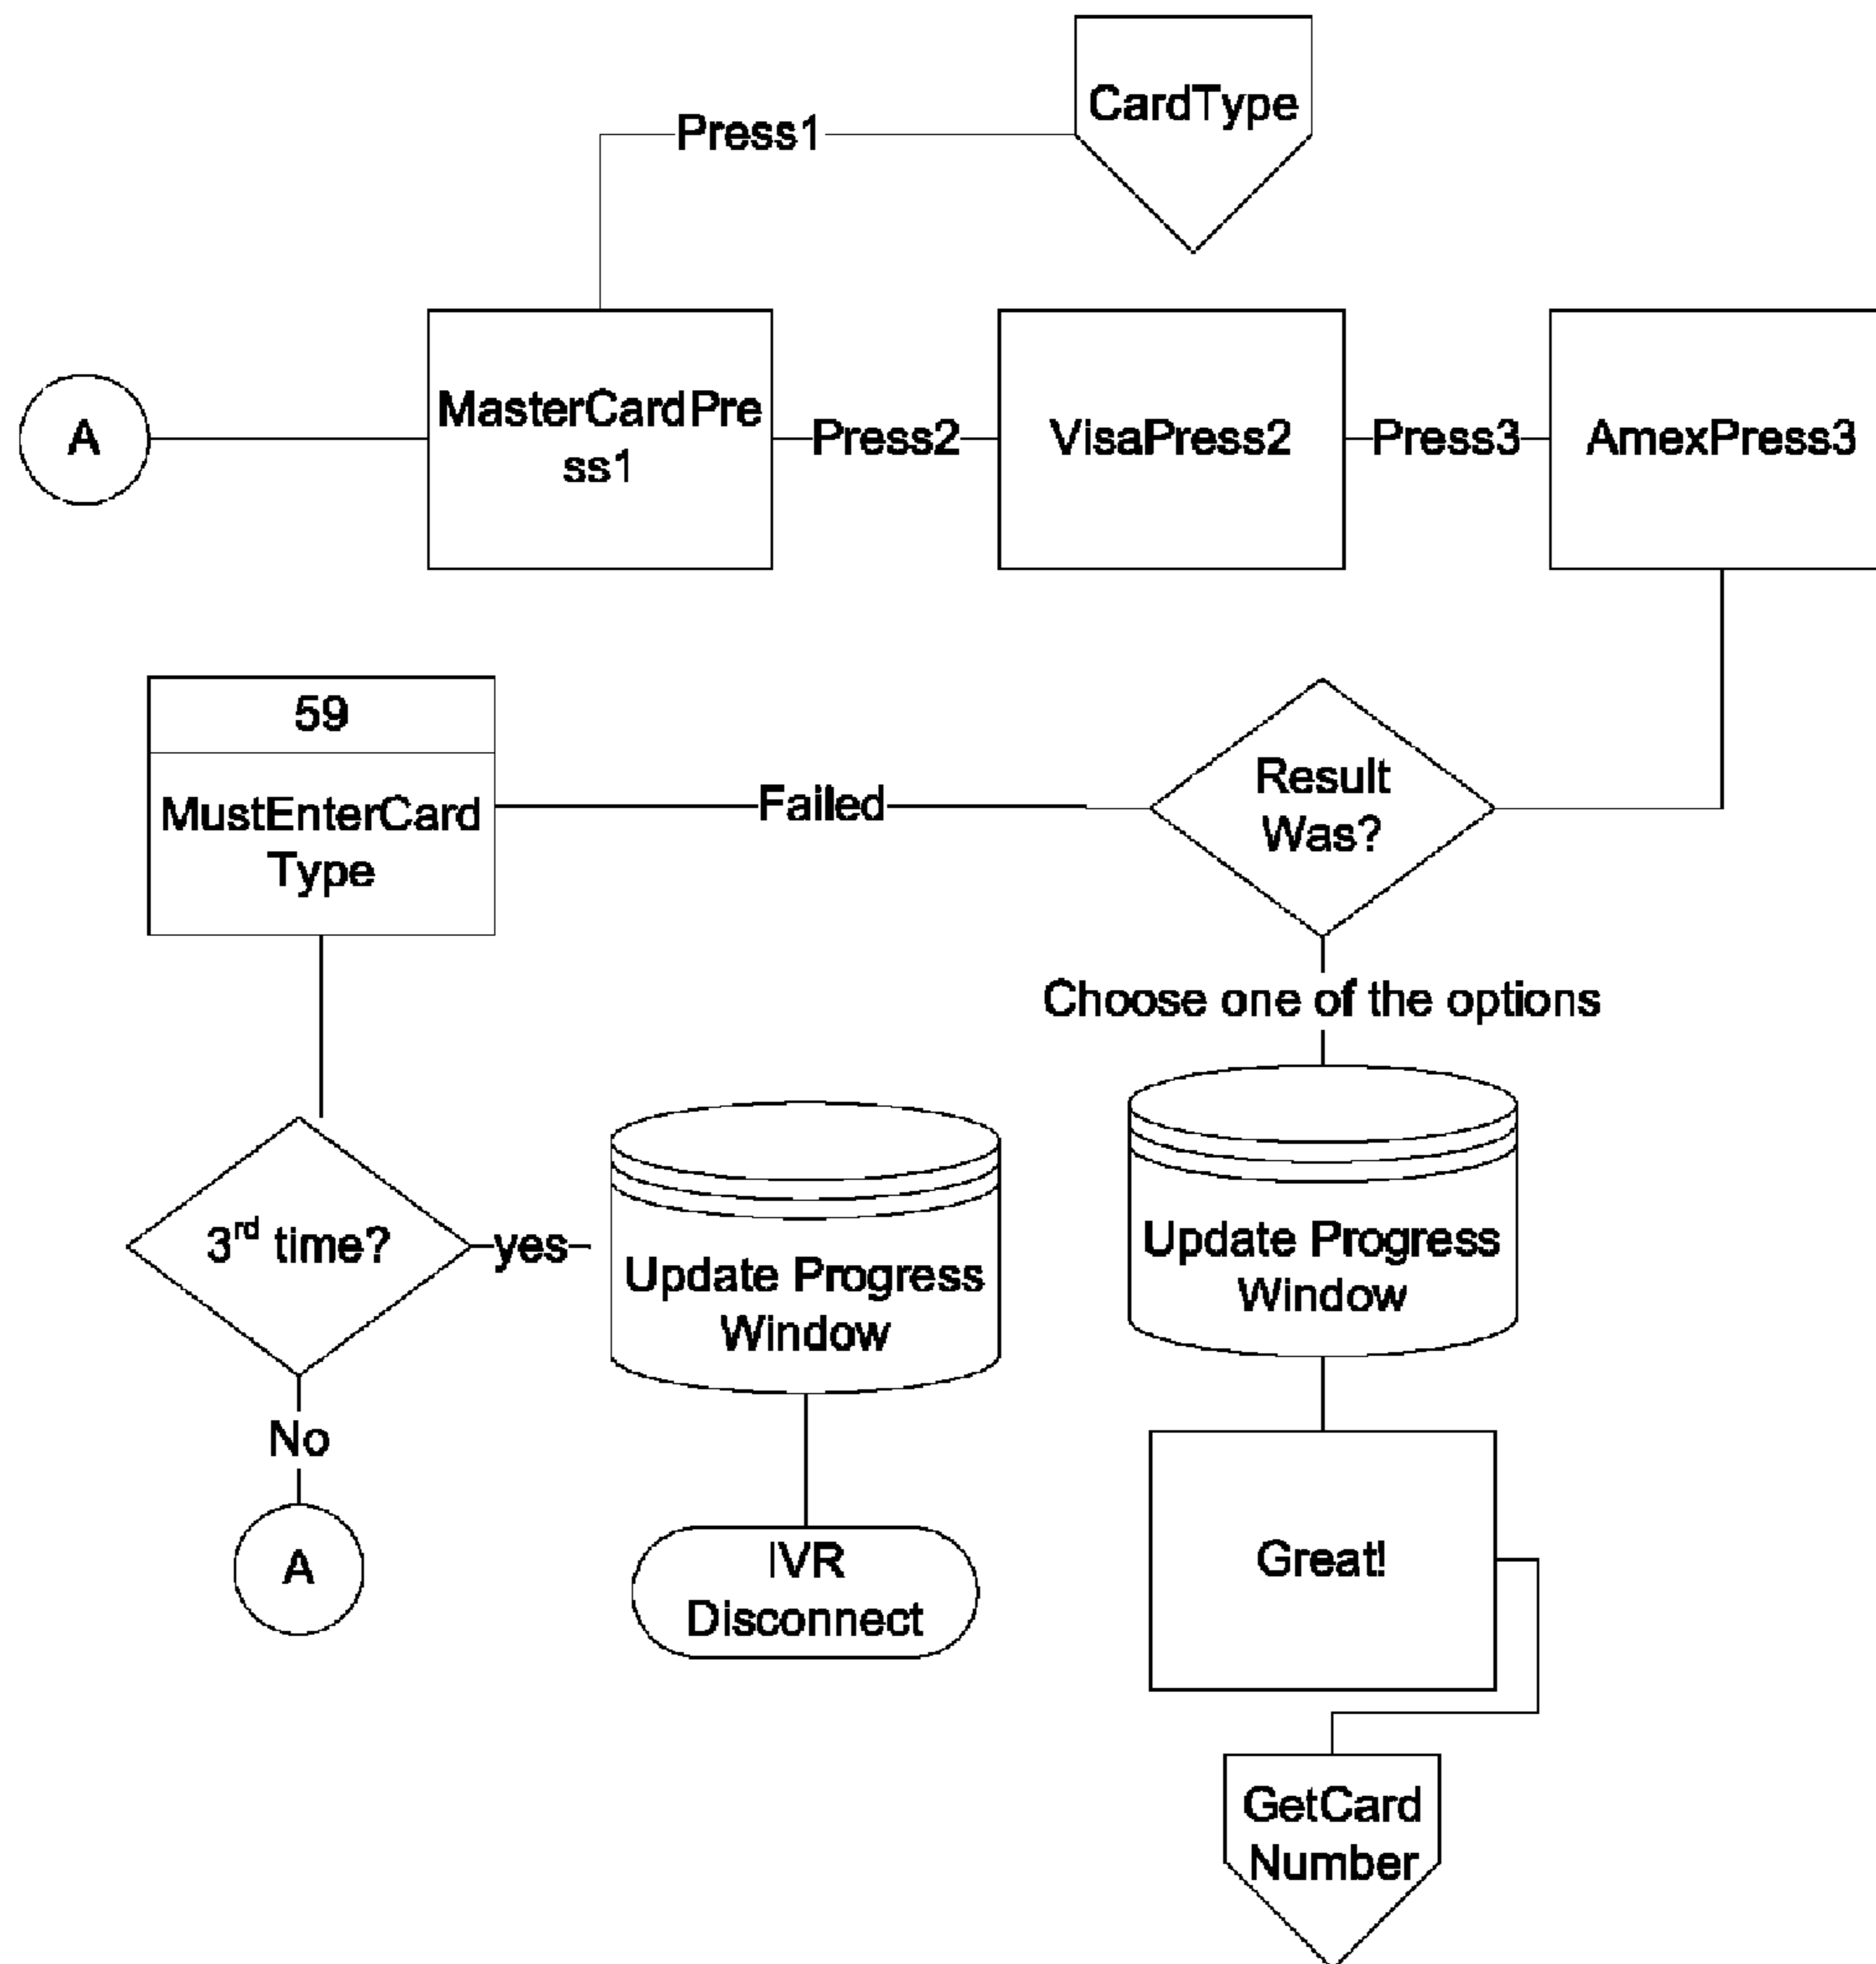 CardType
Press1
A
MasterCardPre
ss1
Press2
VisaPress2
Press3
AmexPress3
59
MustEnterCard
Type
Failed
Result
Was?
Choose one of the options
3rd time?
yes
Update Progress
Window
Update Progress
Window
No
A
IVR
Disconnect
Great!
GetCard
Number